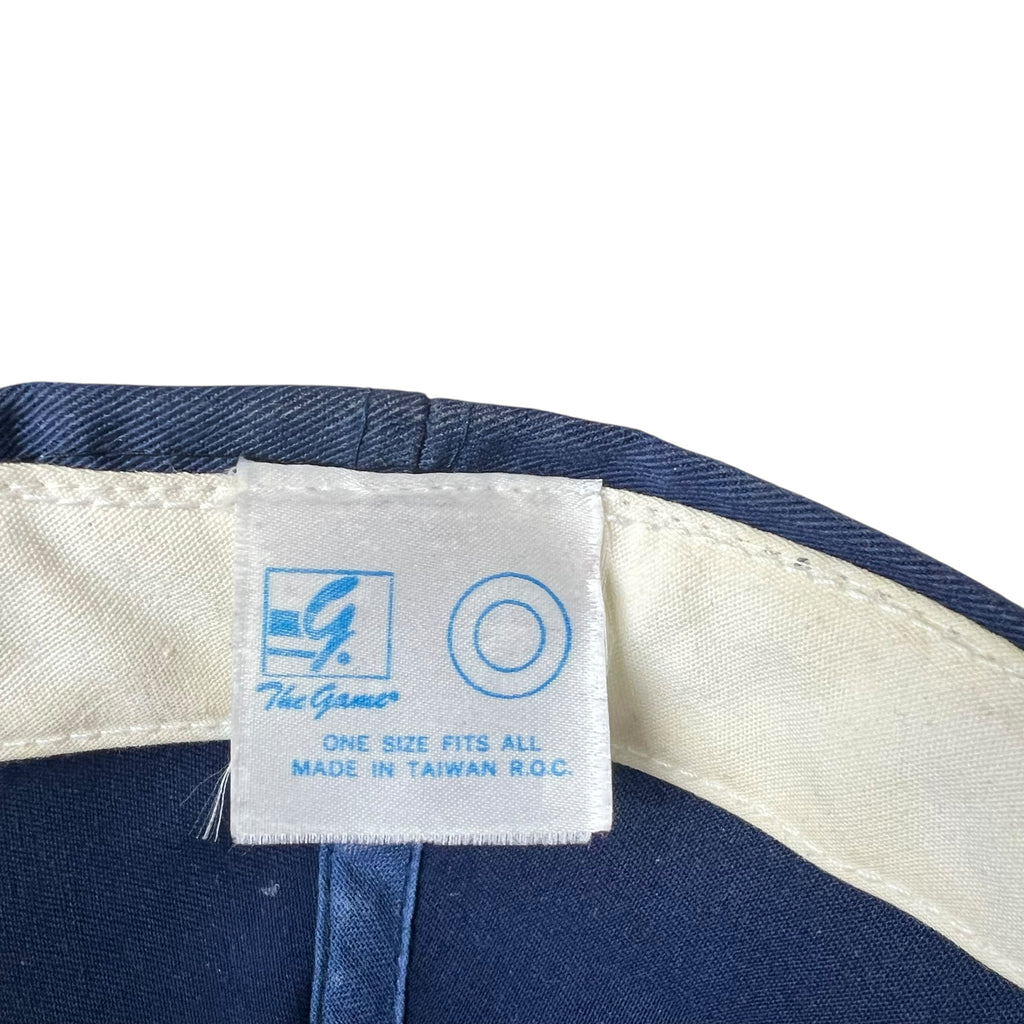 G.
The Game®
ONE SIZE FITS ALL
MADE IN TAIWAN R.O.C.